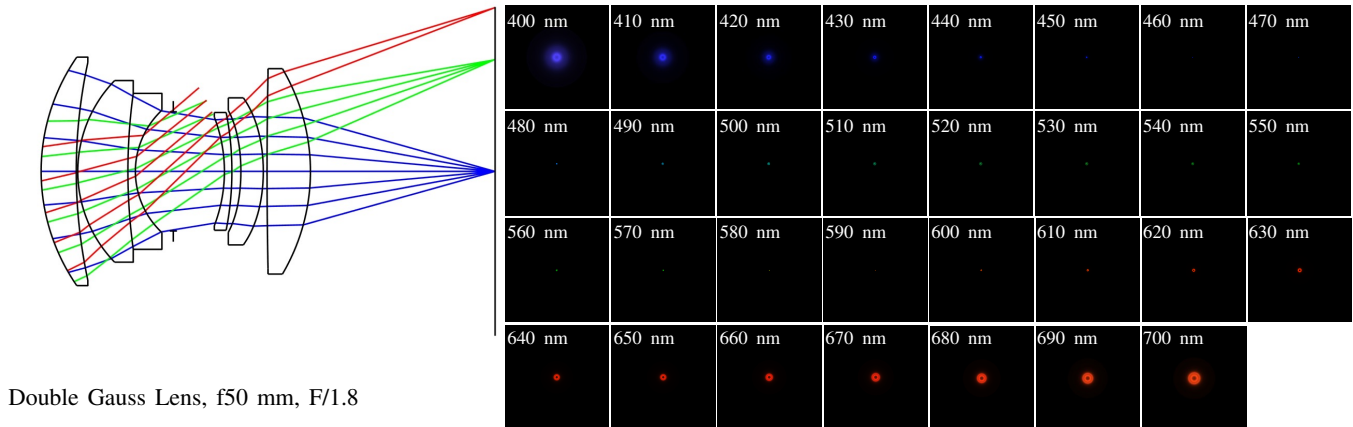 400 nm 410 nm 420 nm 430 nm 440 nm 450 nm 460 nm 470 nm
480 nm 490 nm 500 nm 510 nm 520 nm 530 nm 540 nm 550 nm
560 nm 570 nm 580 nm 590 nm 600 nm 610 nm 620 nm 630 nm
640 nm 650 nm 660 nm 670 nm 680 nm 690 nm 700 nm
Double Gauss Lens, f50 mm, F/1.8